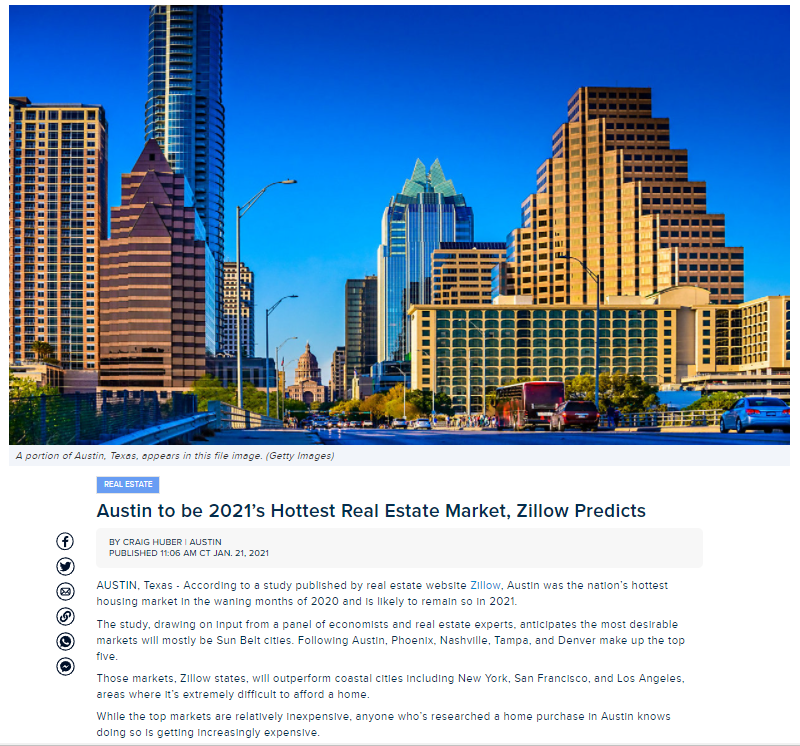 A portion of Austin, Texas, appears in this file image. (Getty Images)
REAL ESTATE
Austin to be 2021's Hottest Real Estate Market, Zillow Predicts
BY CRAIG HUBER | AUSTIN
PUBLISHED 11:06 AM CT JAN. 21, 2021
AUSTIN, Texas - According to a study published by real estate website Zillow, Austin was the nation's hottest
housing market in the waning months of 2020 and is likely to remain so in 2021.
The study, drawing on input from a panel of economists and real estate experts, anticipates the most desirable
markets will mostly be Sun Belt cities. Following Austin, Phoenix, Nashville, Tampa, and Denver make up the top
five.
Those markets, Zillow states, will outperform coastal cities including New York, San Francisco, and Los Angeles,
areas where it's extremely difficult to afford a home.
While the top markets are relatively inexpensive, anyone who's researched a home purchase in Austin knows
doing so is getting increasingly expensive.